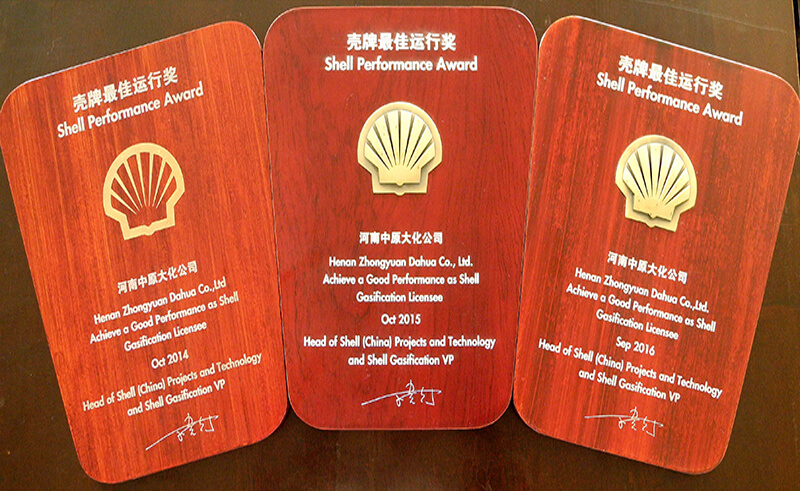 壳牌最佳运行奖
Shell Performance Award
河南中原大化公司
Henan Zhongyuan Dahua Co.,Ltd
Achieve a Good Performance as Shell
Gasification Licensee
Oct 2014
Head of Shell (China) Projects and Technology
and Shell Gasification VP
壳牌最佳运行奖
Shell Performance Award
河南中原大化公司
Henan Zhongyuan Dahua Co., Ltd.
Achieve a Good Performance as Shell
Gasification Licensee
Oct 2015
Head of Shell (China) Projects and Technology
and Shell Gasification VP
壳牌最佳运行奖
Shell Performance Award
河南中原大化公司
Henan Zhongyuan Dahua Co.,Ltd.
Achieve a Good Performance as Shell
Gasification Licensee
Sep 2016
Head of Shell (China) Projects and Technology
and Shell Gasification VP